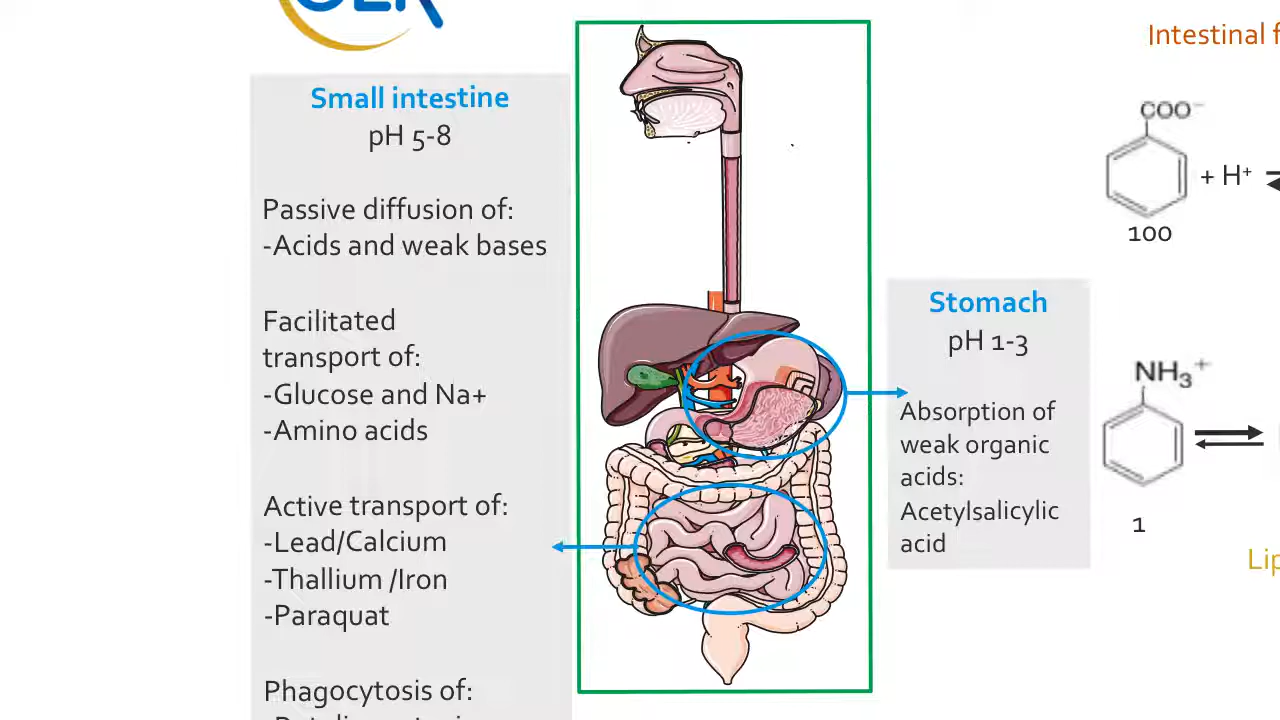 Small intestine
pH 5-8
Passive diffusion of:
-Acids and weak bases
Facilitated
transport of:
-Glucose and Na+
-Amino acids
Active transport of:
-Lead/Calcium
-Thallium /Iron
-Paraquat
Phagocytosis of:
Stomach
pH 1-3
Absorption of
weak organic
acids:
Acetylsalicylic
acid
Intestinal
COO⁻
+ H⁺
100
NH₃⁺
1